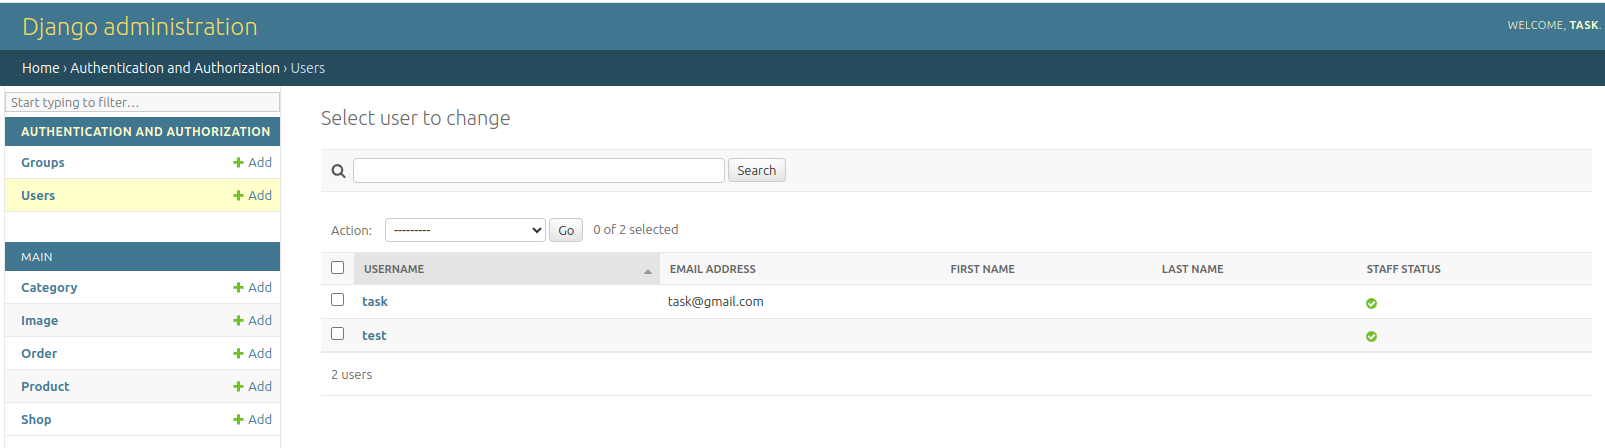 Django administration
WELCOME, TASK.
Home › Authentication and Authorization › Users
Start typing to filter…
AUTHENTICATION AND AUTHORIZATION
Groups + Add
Users + Add
MAIN
Category + Add
Image + Add
Order + Add
Product + Add
Shop + Add
Select user to change
Search
Action: --------- Go 0 of 2 selected
USERNAME EMAIL ADDRESS FIRST NAME LAST NAME STAFF STATUS
task task@gmail.com
test
2 users